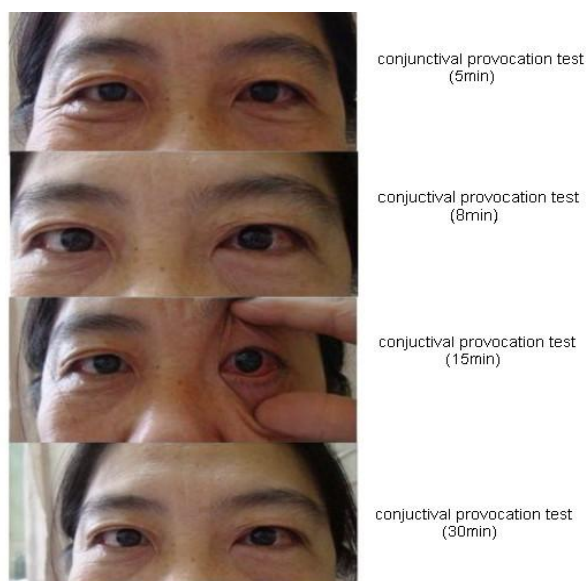 conjunctival provocation test
(5min)
conjuctival provocation test
(8min)
conjuctival provocation test
(15min)
conjuctival provocation test
(30min)